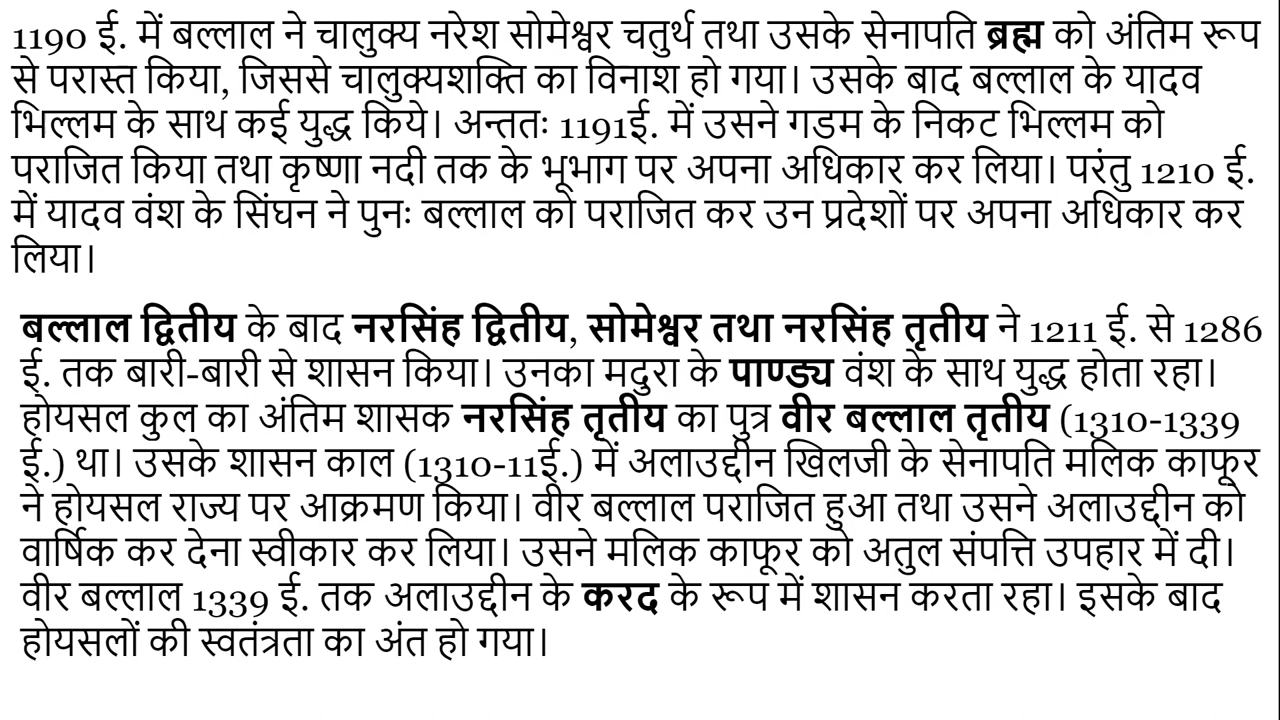 1190 ई. में बल्लाल ने चालुक्य नरेश सोमेश्वर चतुर्थ तथा उसके सेनापति ब्रह्म को अंतिम रूप
से परास्त किया, जिससे चालुक्यशक्ति का विनाश हो गया। उसके बाद बल्लाल के यादव
भिल्लम के साथ कई युद्ध किये। अन्ततः 1191ई. में उसने गडम के निकट भिल्लम को
पराजित किया तथा कृष्णा नदी तक के भूभाग पर अपना अधिकार कर लिया। परंतु 1210 ई.
में यादव वंश के सिंघन ने पुनः बल्लाल को पराजित कर उन प्रदेशों पर अपना अधिकार कर
लिया।
बल्लाल द्वितीय के बाद नरसिंह द्वितीय, सोमेश्वर तथा नरसिंह तृतीय ने 1211 ई. से 1286
ई. तक बारी-बारी से शासन किया। उनका मदुरा के पाण्ड्य वंश के साथ युद्ध होता रहा।
होयसल कुल का अंतिम शासक नरसिंह तृतीय का पुत्र वीर बल्लाल तृतीय (1310-1339
ई.) था। उसके शासन काल (1310-11ई.) में अलाउद्दीन खिलजी के सेनापति मलिक काफूर
ने होयसल राज्य पर आक्रमण किया। वीर बल्लाल पराजित हुआ तथा उसने अलाउद्दीन को
वार्षिक कर देना स्वीकार कर लिया। उसने मलिक काफूर को अतुल संपत्ति उपहार में दी।
वीर बल्लाल 1339 ई. तक अलाउद्दीन के करद के रूप में शासन करता रहा। इसके बाद
होयसलों की स्वतंत्रता का अंत हो गया।